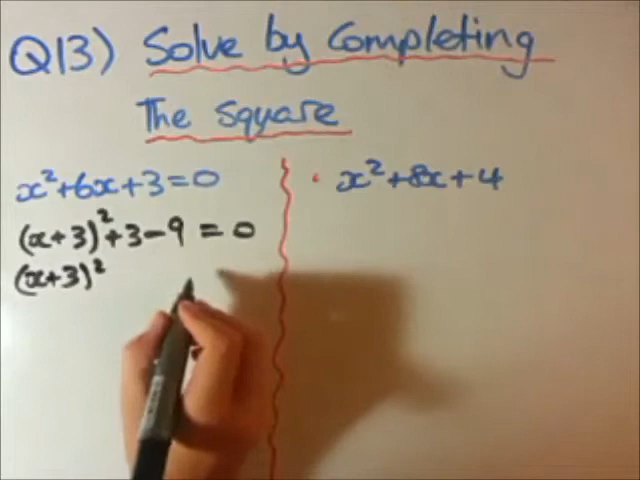 Q13) Solve by Completing
The Square
x²+6x+3=0
(x+3)²+3-9=0
(x+3)²
· x²+8x+4